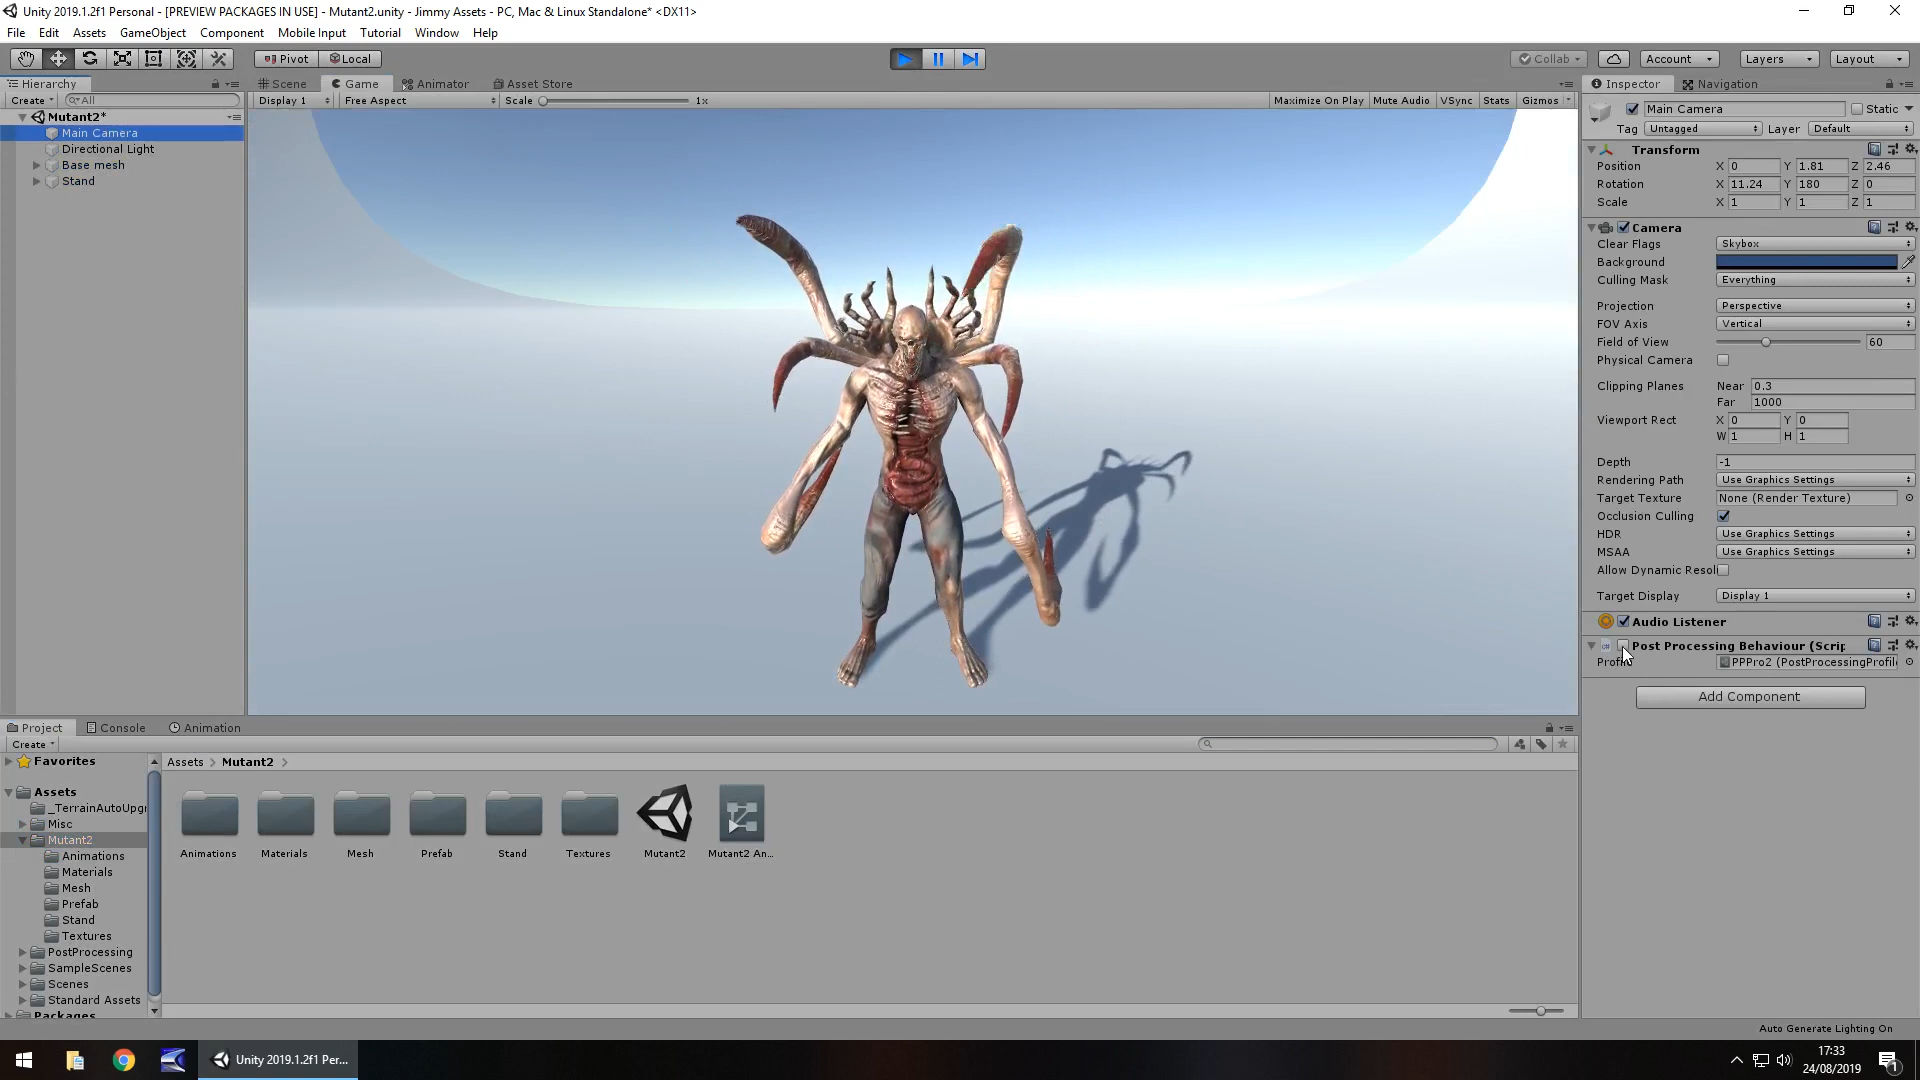 Unity 2019.1.2f1 Personal - [PREVIEW PACKAGES IN USE] - Mutant2.unity - Jimmy Assets - PC, Mac & Linux Standalone* <DX11>
File Edit Assets GameObject Component Mobile Input Tutorial Window Help
Pivot Local Collab Account Layers Layout
Hierarchy Scene Game Animator Asset Store Inspector Navigation
Create All Display 1 Free Aspect Scale 1x Maximize On Play Mute Audio VSync Stats Gizmos
Mutant2*
Main Camera
Directional Light
Base mesh
Stand
Main Camera Static
Tag Untagged Layer Default
Transform
Position X 0 Y 1.81 Z 2.46
Rotation X 11.24 Y 180 Z 0
Scale X 1 Y 1 Z 1
Camera
Clear Flags Skybox
Background
Culling Mask Everything
Projection Perspective
FOV Axis Vertical
Field of View 60
Physical Camera
Clipping Planes Near 0.3
Far 1000
Viewport Rect X 0 Y 0
W 1 H 1
Depth -1
Rendering Path Use Graphics Settings
Target Texture None (Render Texture)
Occlusion Culling
HDR Use Graphics Settings
MSAA Use Graphics Settings
Allow Dynamic Resol
Target Display Display 1
Audio Listener
Post Processing Behaviour (Scrip
Profile PPPro2 (PostProcessingProfil
Add Component
Project Console Animation
Create
Favorites
Assets
_TerrainAutoUpgr
Misc
Mutant2
Animations
Materials
Mesh
Prefab
Stand
Textures
PostProcessing
SampleScenes
Scenes
Standard Assets
Packages
Assets > Mutant2 >
Animations Materials Mesh Prefab Stand Textures Mutant2 Mutant2 An...
Auto Generate Lighting On
Unity 2019.1.2f1 Per...
17:33
24/08/2019
1